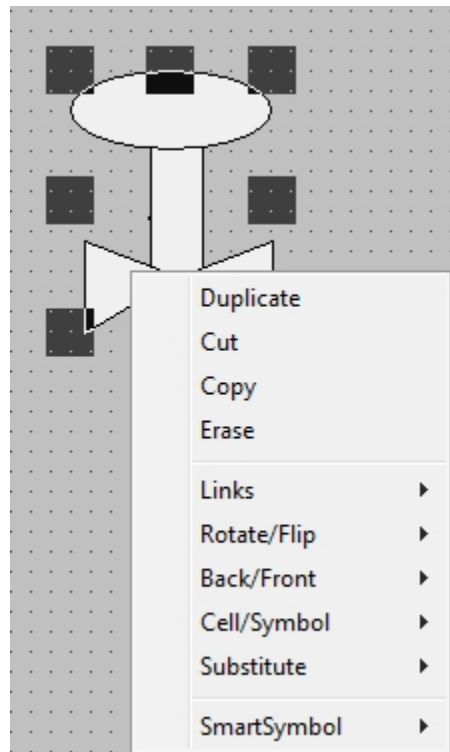 Duplicate
Cut
Copy
Erase
Links
Rotate/Flip
Back/Front
Cell/Symbol
Substitute
SmartSymbol